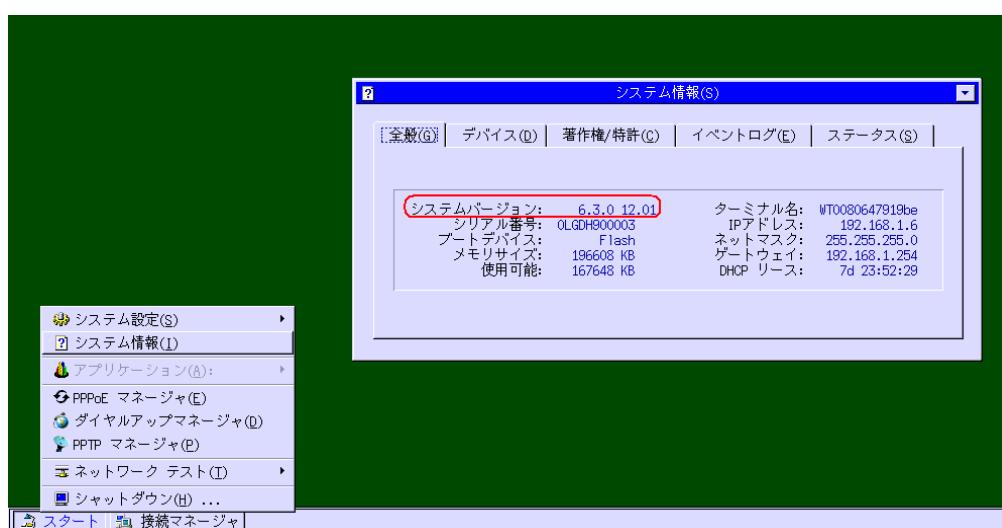 システム情報(S)
全般(G) デバイス(D) 著作権/特許(C) イベントログ(E) ステータス(S)
システムバージョン: 6.3.0 12.01 ターミナル名: WT0080647919be
シリアル番号: 0LGDH900003 IPアドレス: 192.168.1.6
ブートデバイス: Flash ネットマスク: 255.255.255.0
メモリサイズ: 196608 KB ゲートウェイ: 192.168.1.254
使用可能: 167648 KB DHCP リース: 7d 23:52:29
システム設定(S)
システム情報(I)
アプリケーション(A):
PPPoE マネージャ(E)
ダイヤルアップマネージャ(D)
PPTP マネージャ(P)
ネットワーク テスト(T)
シャットダウン(H) ...
スタート 接続マネージャ